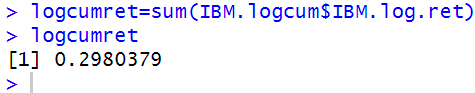 > logcumret=sum(IBM.logcum$IBM.log.ret)
> logcumret
[1] 0.2980379
>